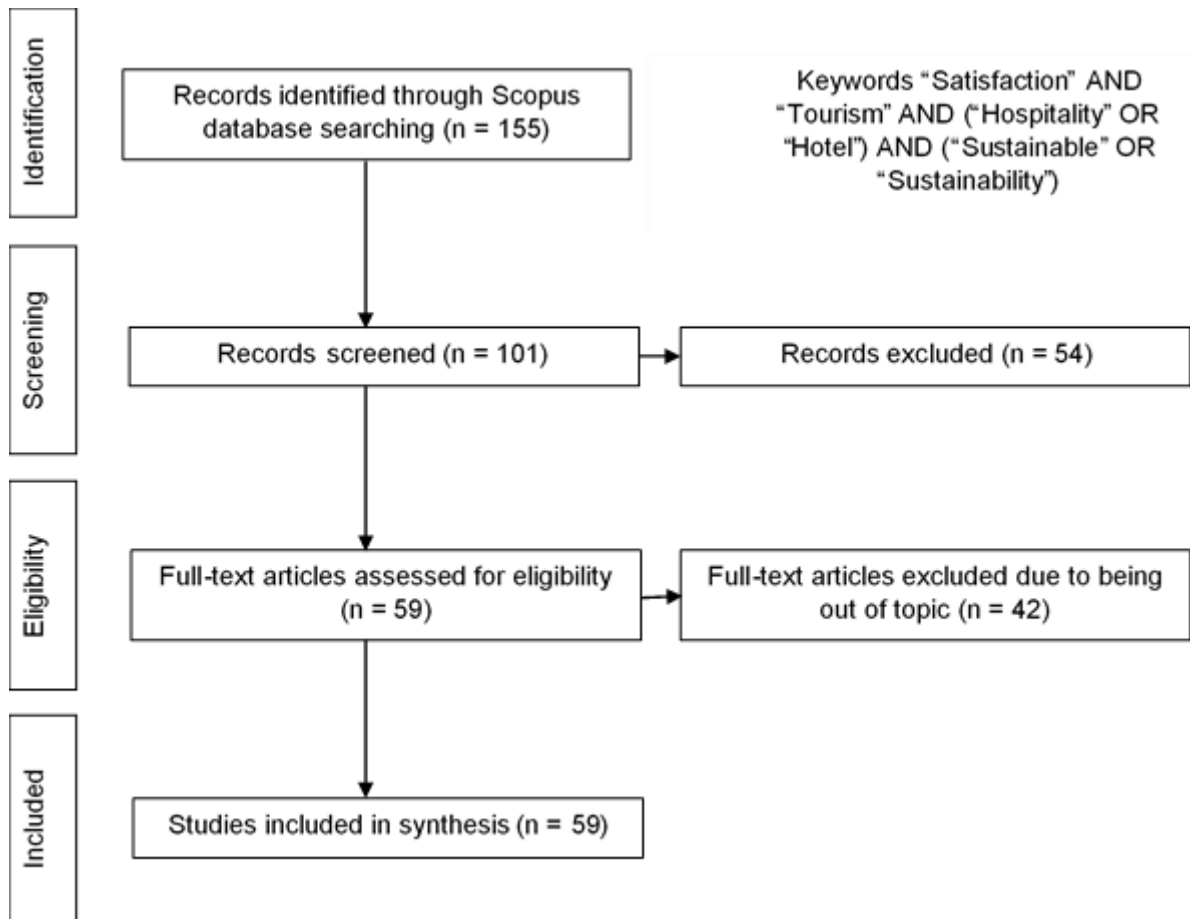 Identification
Records identified through Scopus
database searching (n = 155)
Keywords “Satisfaction” AND
“Tourism” AND (“Hospitality” OR
“Hotel”) AND (“Sustainable” OR
“Sustainability”)
Screening
Records screened (n = 101)
Records excluded (n = 54)
Eligibility
Full-text articles assessed for eligibility
(n = 59)
Full-text articles excluded due to being
out of topic (n = 42)
Included
Studies included in synthesis (n = 59)